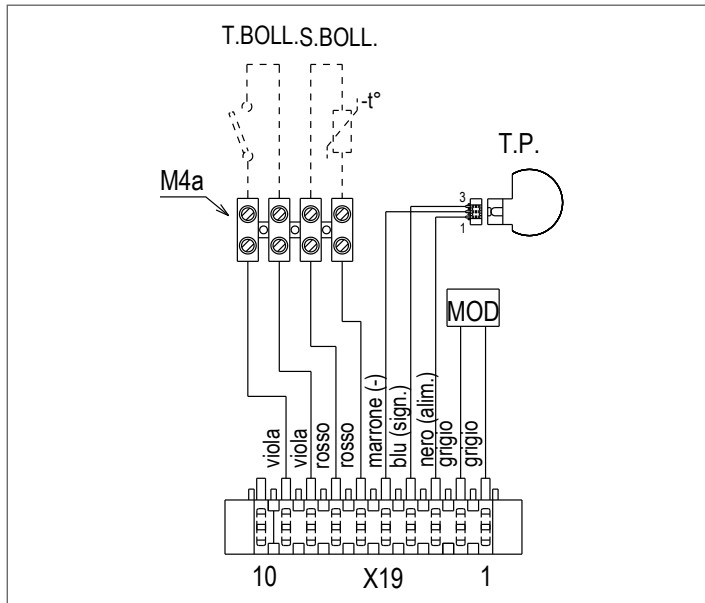 T.BOLL. S.BOLL.
-t°
T.P.
M4a
3
1
MOD
viola
viola
rosso
rosso
marrone (-)
blu (sign.)
nero (alim.)
grigio
grigio
10
X19
1